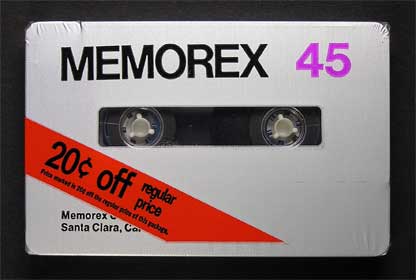 MEMOREX 45
20¢ off regular price
Price marked is 20¢ off the regular price of this package.
Memorex
Santa Clara,